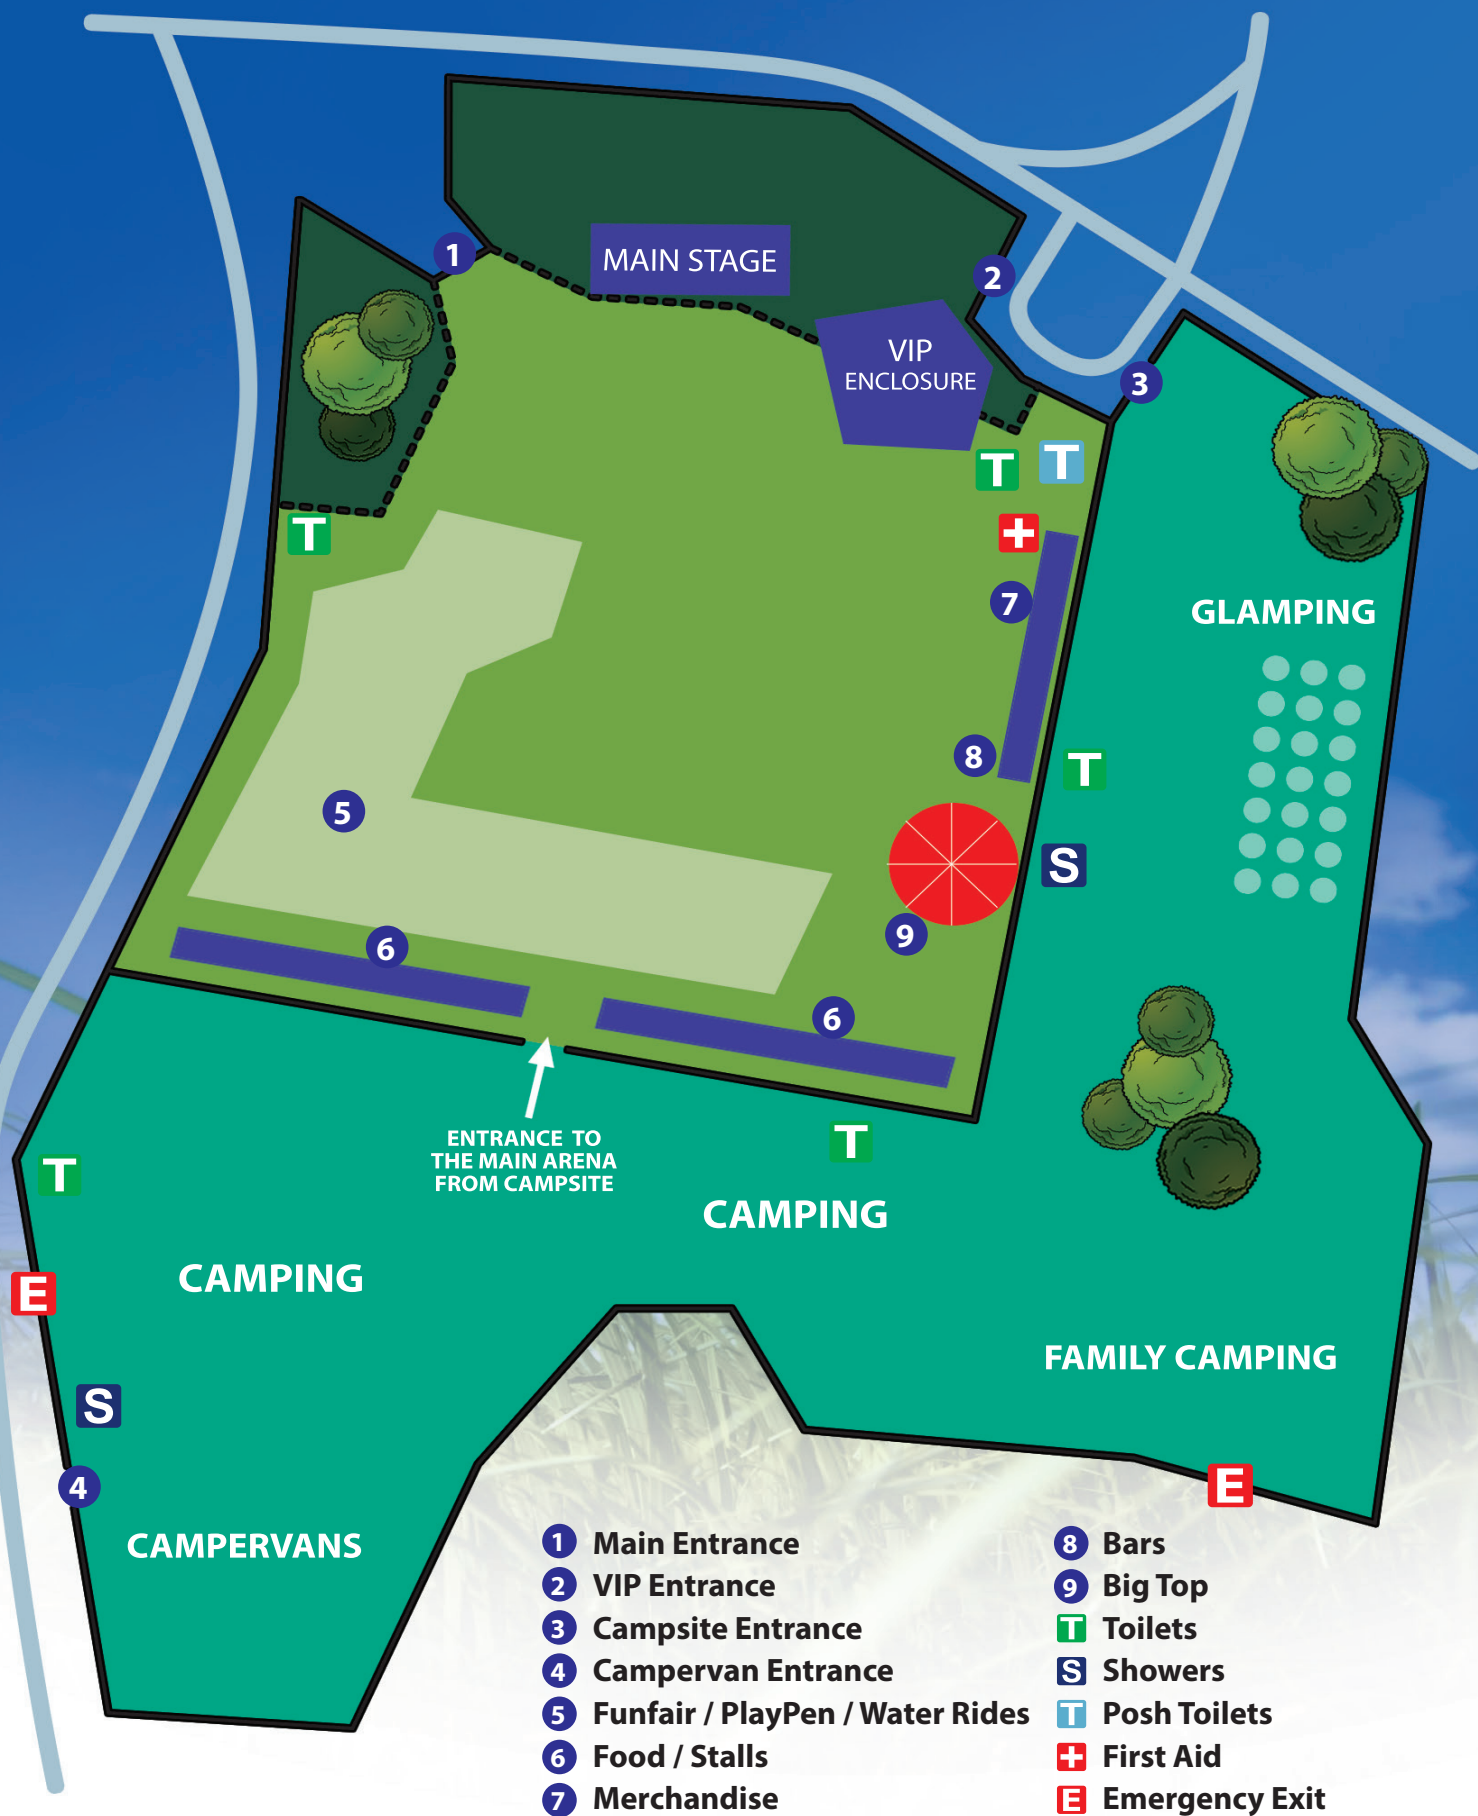 1
MAIN STAGE
2
VIP
ENCLOSURE
3
T
T
T
+
7
GLAMPING
8
T
5
S
9
6
6
ENTRANCE TO
THE MAIN ARENA
FROM CAMPSITE
T
T
CAMPING
CAMPING
E
FAMILY CAMPING
S
4
E
CAMPERVANS
1 Main Entrance
2 VIP Entrance
3 Campsite Entrance
4 Campervan Entrance
5 Funfair / PlayPen / Water Rides
6 Food / Stalls
7 Merchandise
8 Bars
9 Big Top
T Toilets
S Showers
T Posh Toilets
+ First Aid
E Emergency Exit